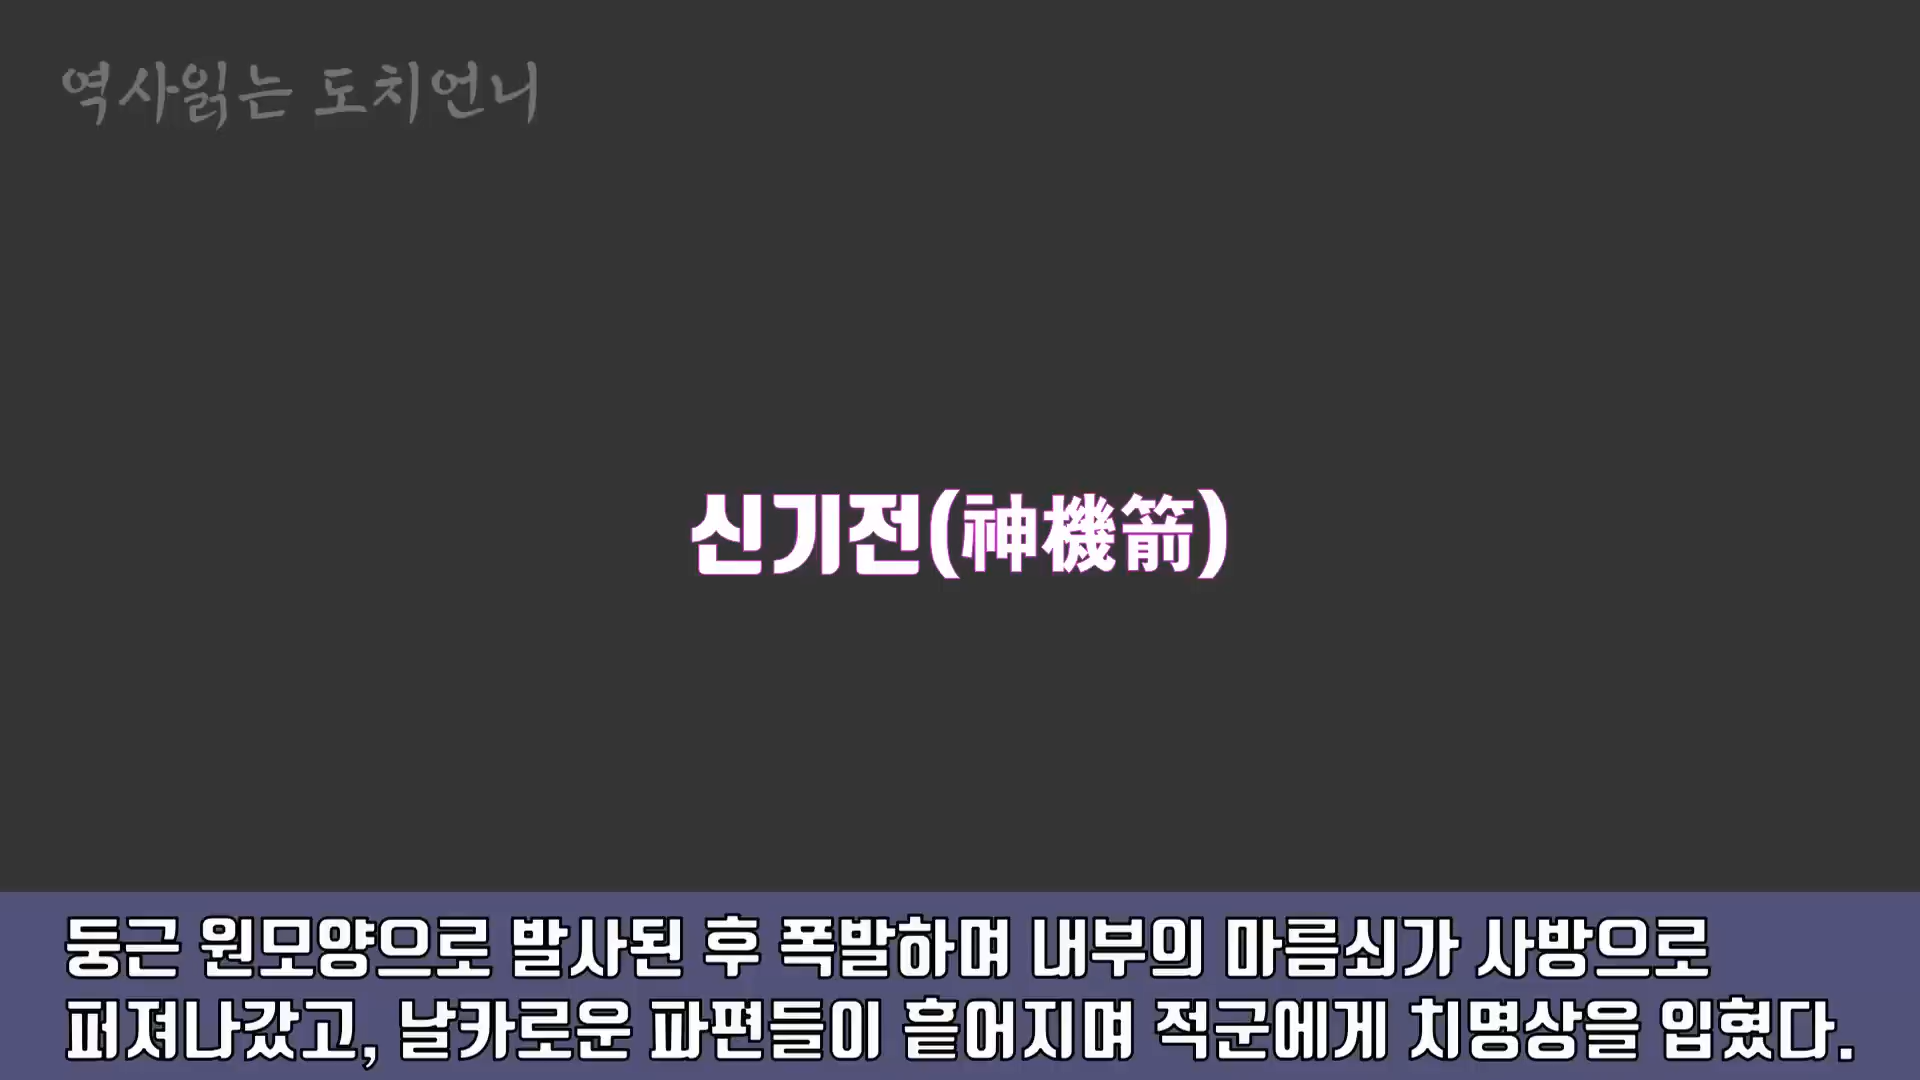 역사읽는 도치언니
신기전(神機箭)
둥근 원모양으로 발사된 후 폭발하며 내부의 마름쇠가 사방으로
퍼져나갔고, 날카로운 파편들이 흩어지며 적군에게 치명상을 입혔다.